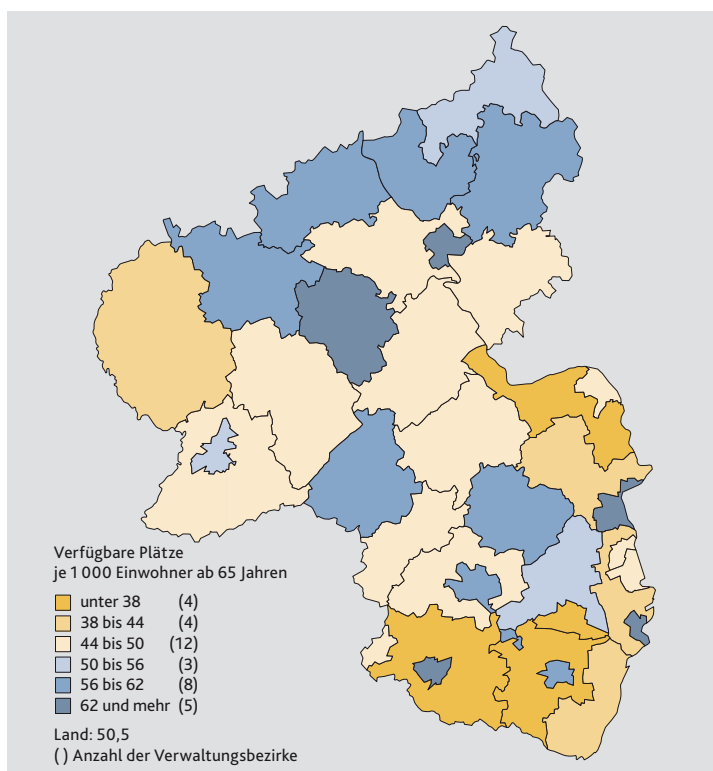 Verfügbare Plätze
je 1 000 Einwohner ab 65 Jahren
unter 38 (4)
38 bis 44 (4)
44 bis 50 (12)
50 bis 56 (3)
56 bis 62 (8)
62 und mehr (5)
Land: 50,5
( ) Anzahl der Verwaltungsbezirke